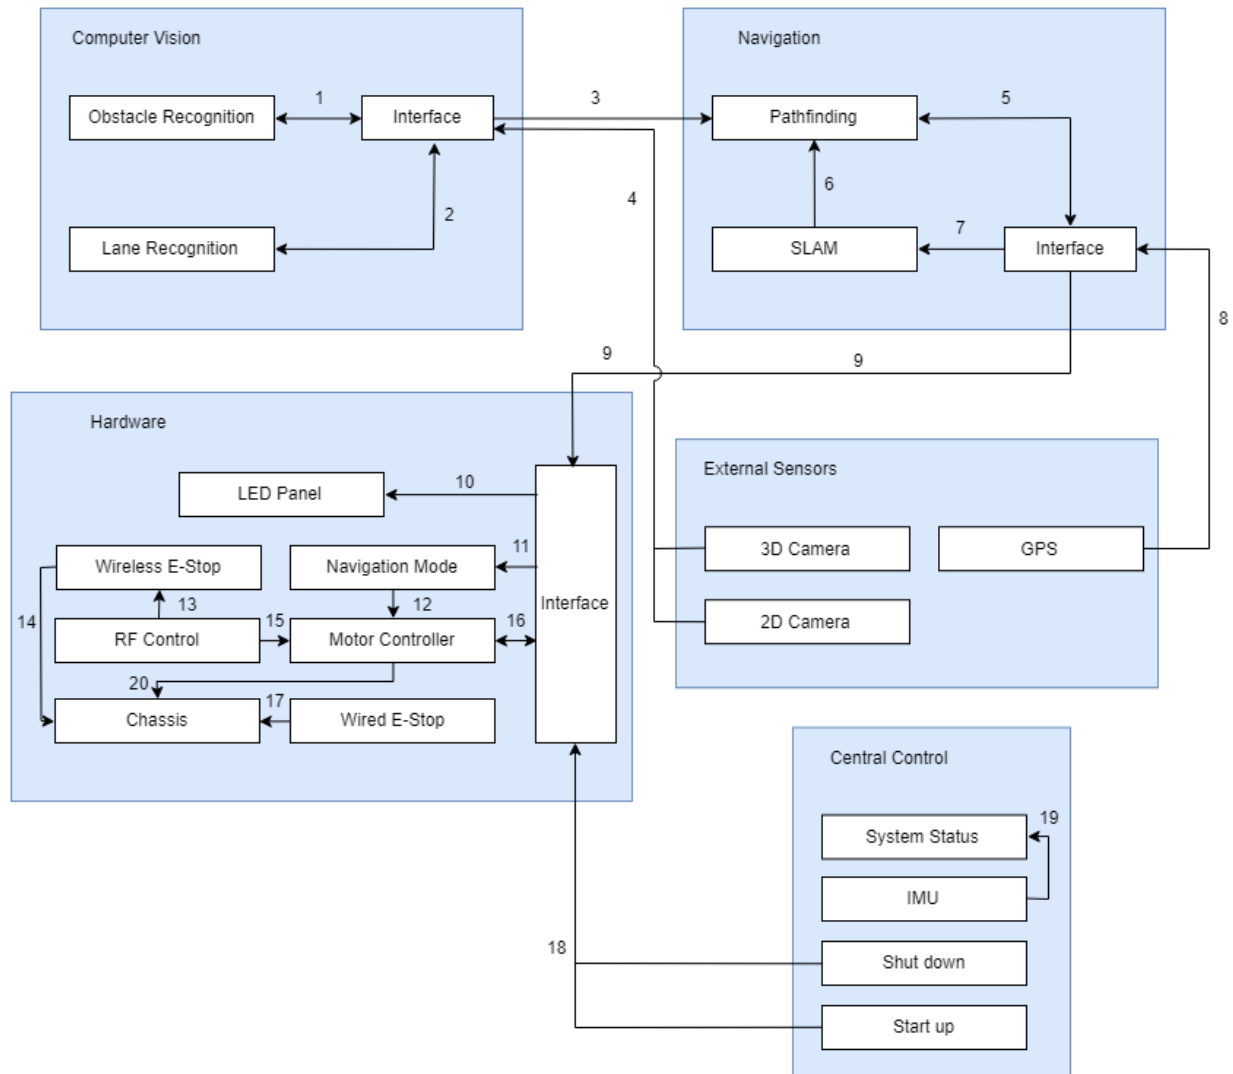 Computer Vision
Navigation
Obstacle Recognition
1
Interface
3
Pathfinding
5
4
6
2
Lane Recognition
SLAM
7
Interface
8
9
9
Hardware
External Sensors
LED Panel
10
3D Camera
GPS
Wireless E-Stop
Navigation Mode
11
Interface
13
12
14
15
16
RF Control
Motor Controller
2D Camera
20
17
Chassis
Wired E-Stop
Central Control
19
System Status
IMU
18
Shut down
Start up